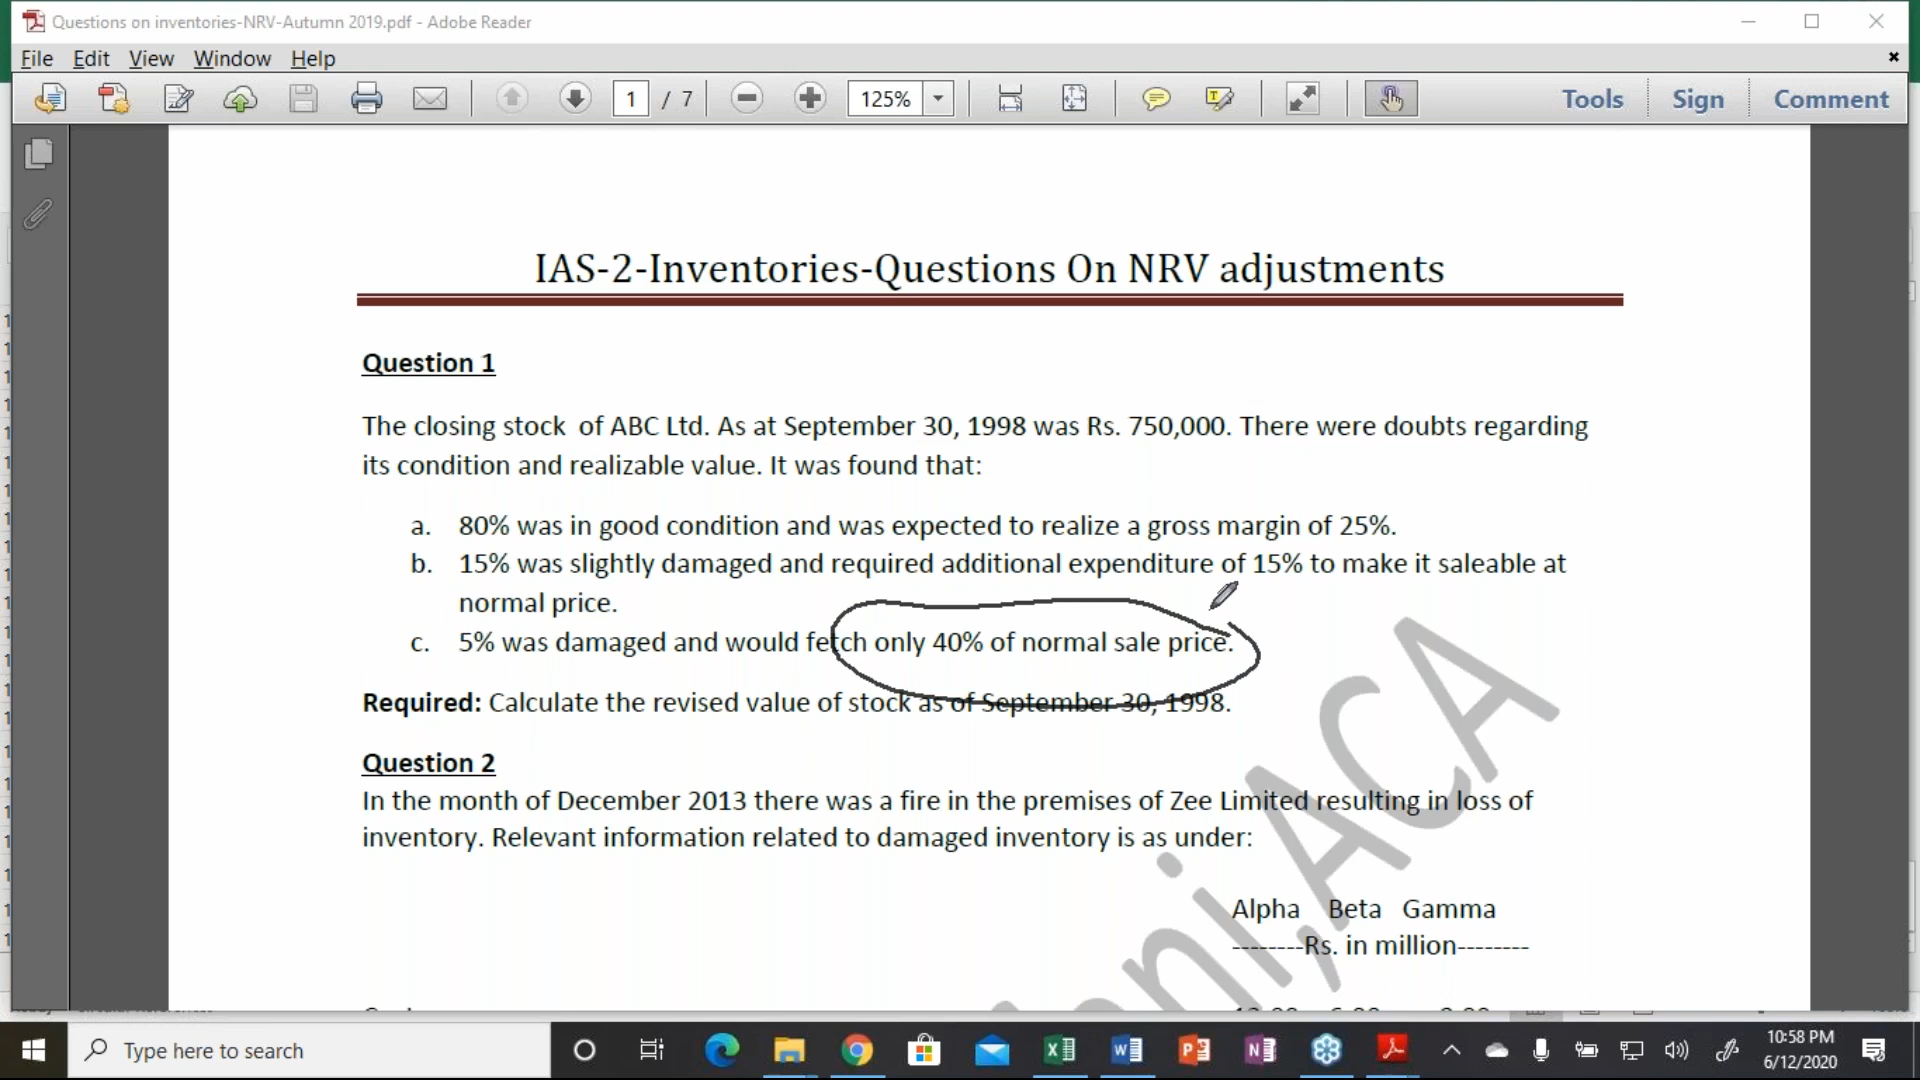 Questions on inventories-NRV-Autumn 2019.pdf - Adobe Reader
File Edit View Window Help
1 / 7 125% Tools Sign Comment
IAS-2-Inventories-Questions On NRV adjustments
Question 1
The closing stock of ABC Ltd. As at September 30, 1998 was Rs. 750,000. There were doubts regarding
its condition and realizable value. It was found that:
a. 80% was in good condition and was expected to realize a gross margin of 25%.
b. 15% was slightly damaged and required additional expenditure of 15% to make it saleable at
normal price.
c. 5% was damaged and would fetch only 40% of normal sale price.
Required: Calculate the revised value of stock as of September 30, 1998.
Question 2
In the month of December 2013 there was a fire in the premises of Zee Limited resulting in loss of
inventory. Relevant information related to damaged inventory is as under:
Alpha Beta Gamma
--------Rs. in million--------
ani,ACA
Type here to search
10:58 PM
6/12/2020